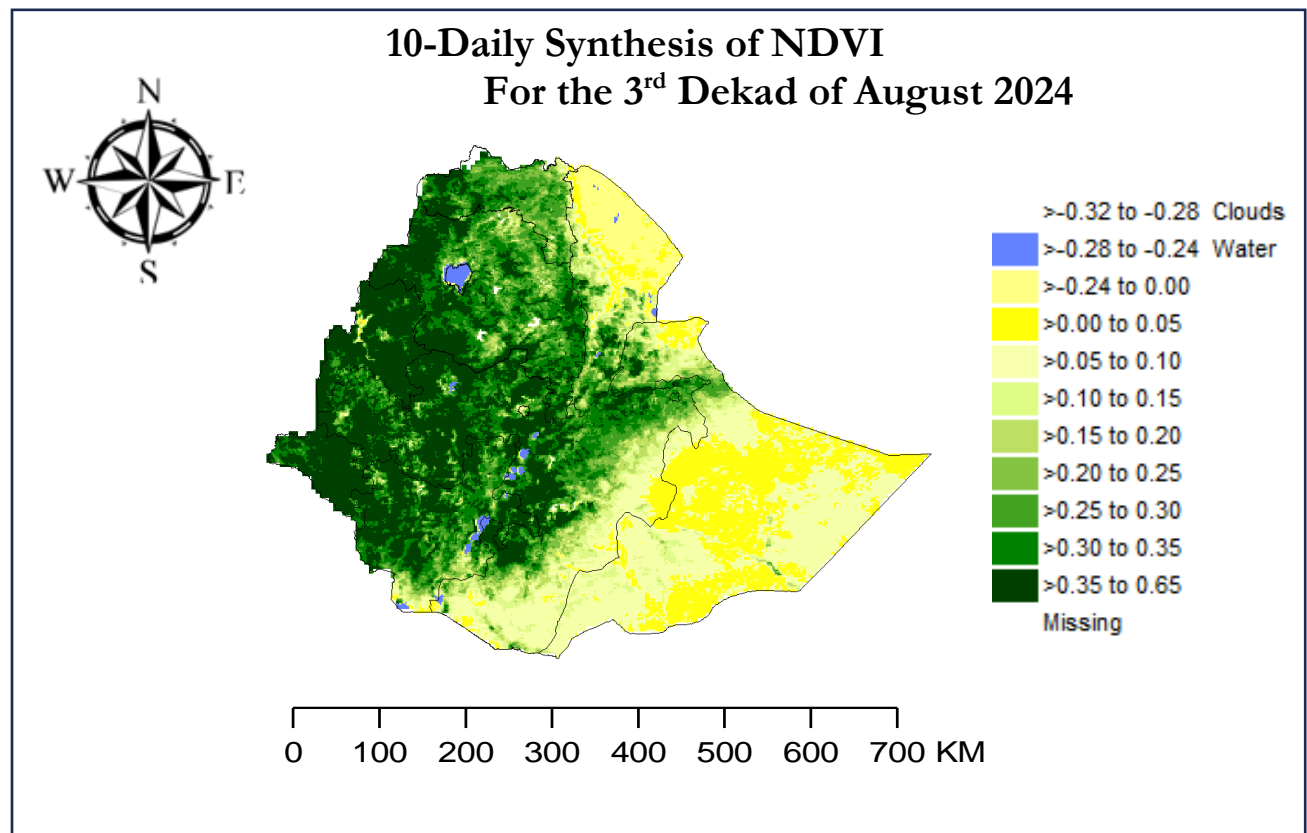 10-Daily Synthesis of NDVI
For the 3rd Dekad of August 2024
N
W
E
S
>-0.32 to -0.28 Clouds
>-0.28 to -0.24 Water
>-0.24 to 0.00
>0.00 to 0.05
>0.05 to 0.10
>0.10 to 0.15
>0.15 to 0.20
>0.20 to 0.25
>0.25 to 0.30
>0.30 to 0.35
>0.35 to 0.65
Missing
0 100 200 300 400 500 600 700 KM